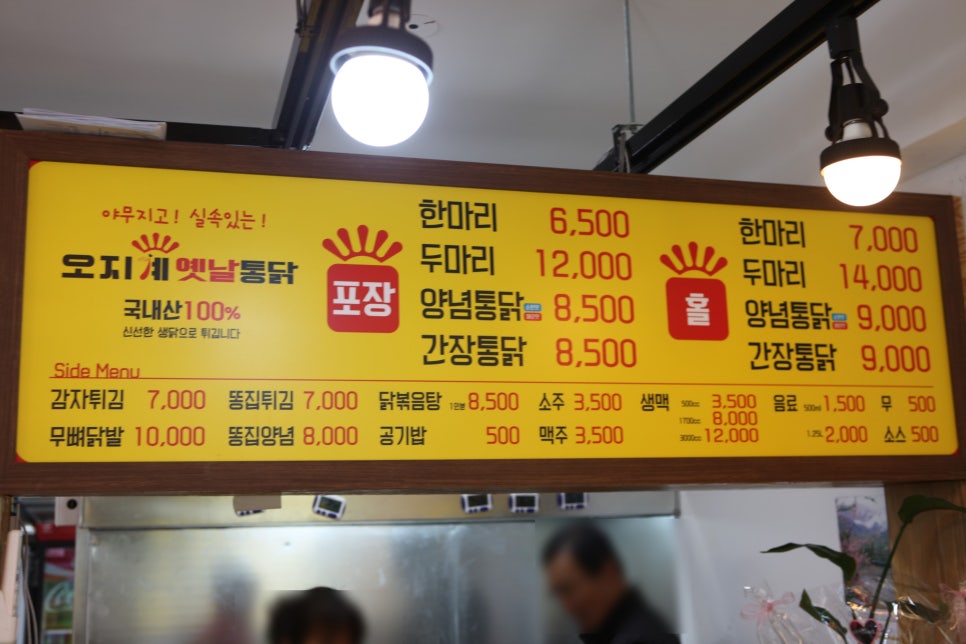 야무지고! 실속있는!
오지계 옛날통닭
국내산100%
신선한 생닭으로 튀깁니다
포장
한마리 6,500
두마리 12,000
양념통닭 8,500
간장통닭 8,500
홀
한마리 7,000
두마리 14,000
양념통닭 9,000
간장통닭 9,000
Side Menu
감자튀김 7,000 똥집튀김 7,000 닭볶음탕 1인분 8,500 소주 3,500 생맥 500cc 3,500 음료 500ml 1,500 무 500
1700cc 8,000
무뼈닭발 10,000 똥집양념 8,000 공기밥 500 맥주 3,500 3000cc 12,000 1.25L 2,000 소스 500